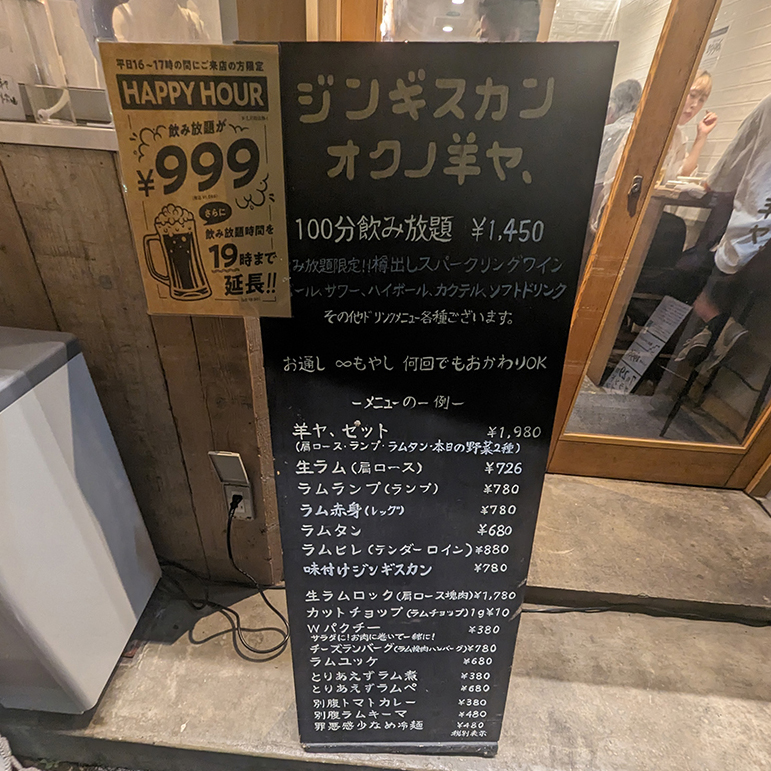 平日16~17時の間にご来店の方限定
HAPPY HOUR
飲み放題が
¥999
さらに
飲み放題時間を
19時まで
延長!!
ジンギスカン
オクノ羊ヤ、
100分飲み放題 ¥1,450
み放題限定!!樽出しスパークリングワイン
ール、サワー、ハイボール、カクテル、ソフトドリンク
その他ドリンクメニュー各種ございます。
お通し ∞もやし 何回でもおかわりOK
ーメニューの一例ー
羊ヤ、セット ¥1,980
(肩ロース・ランプ・ラムタン・本日の野菜2種)
生ラム(肩ロース) ¥726
ラムランプ(ランプ) ¥780
ラム赤身(レッグ) ¥780
ラムタン ¥680
ラムヒレ(テンダーロイン) ¥880
味付けジンギスカン ¥780
生ラムロック(肩ロース塊肉) ¥1,780
カットチョップ(ラムチョップ) 1g¥10
Wパクチー ¥380
サラダに!お肉に巻いて一緒に!
チーズランバーグ(ラム挽肉ハンバーグ) ¥780
ラムユッケ ¥680
とりあえずラム煮 ¥380
とりあえずラムペ ¥680
別腹トマトカレー ¥380
別腹ラムキーマ ¥480
罪悪感少なめ冷麺 ¥480
税別表示